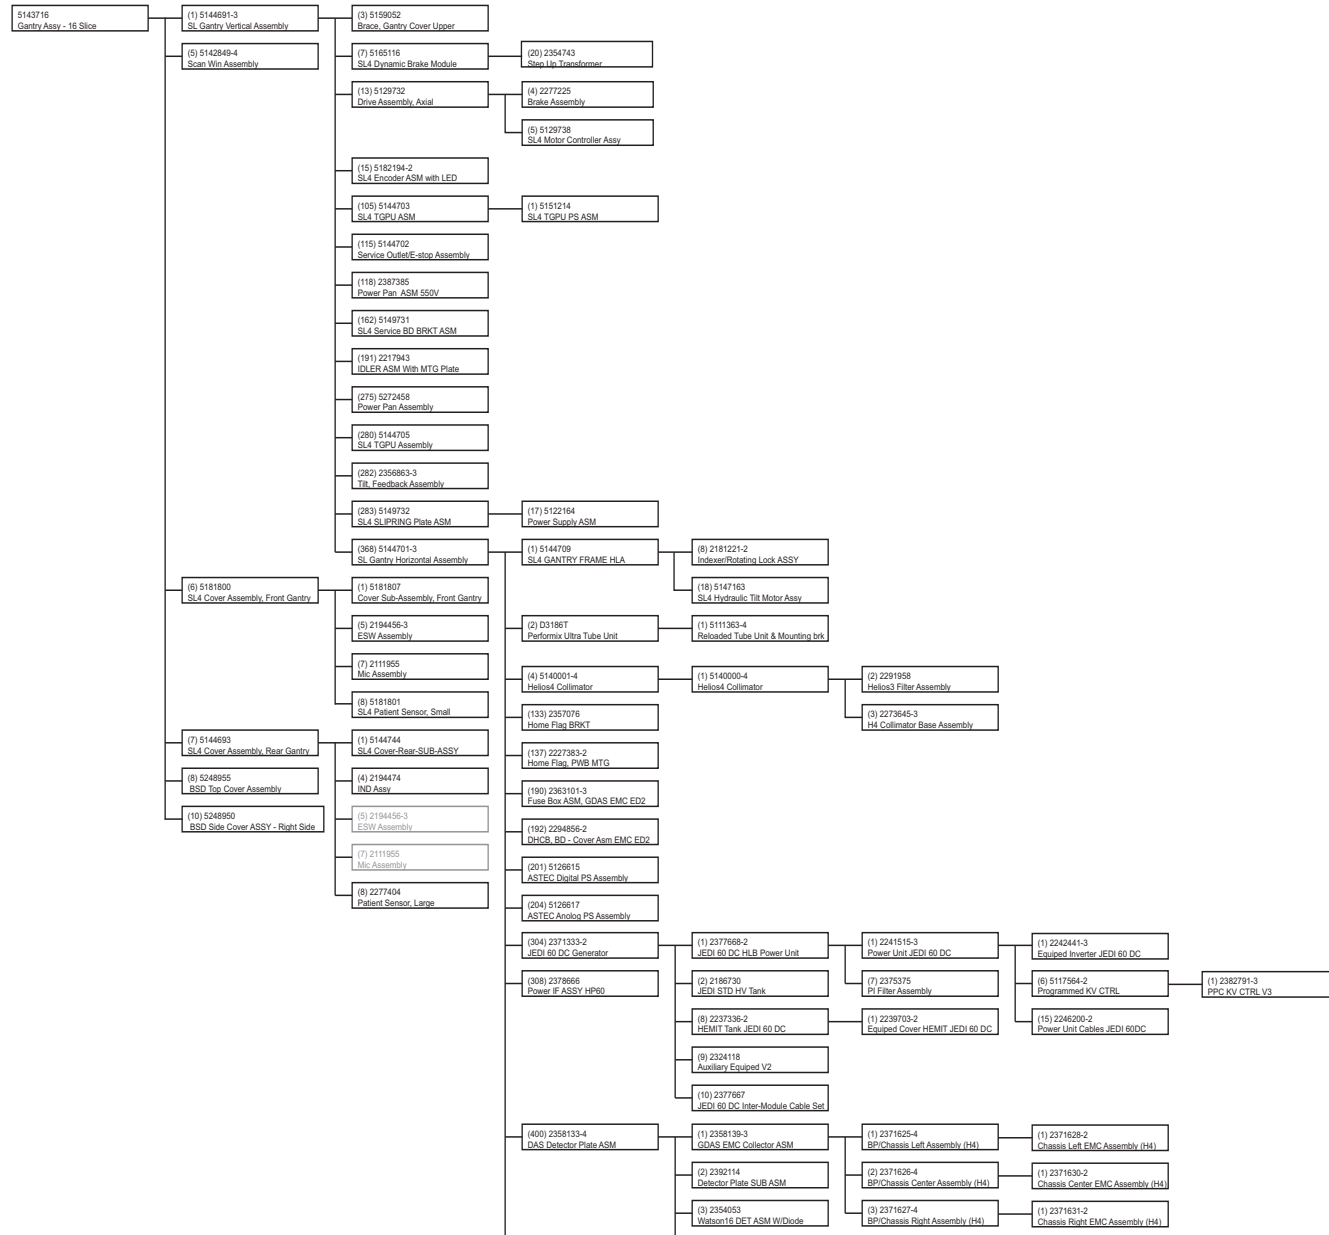 5143716
Gantry Assy - 16 Slice
(1) 5144691-3
SL Gantry Vertical Assembly
(3) 5159052
Brace, Gantry Cover Upper
(5) 5142849-4
Scan Win Assembly
(7) 5165116
SL4 Dynamic Brake Module
(20) 2354743
Step Up Transformer
(13) 5129732
Drive Assembly, Axial
(4) 2277225
Brake Assembly
(5) 5129738
SL4 Motor Controller Assy
(15) 5182194-2
SL4 Encoder ASM with LED
(105) 5144703
SL4 TGPU ASM
(1) 5151214
SL4 TGPU PS ASM
(115) 5144702
Service Outlet/E-stop Assembly
(118) 2387385
Power Pan  ASM 550V
(162) 5149731
SL4 Service BD BRKT ASM
(191) 2217943
IDLER ASM With MTG Plate
(275) 5272458
Power Pan Assembly
(280) 5144705
SL4 TGPU Assembly
(282) 2356863-3
Tilt, Feedback Assembly
(283) 5149732
SL4 SLIPRING Plate ASM
(17) 5122164
Power Supply ASM
(368) 5144701-3
SL Gantry Horizontal Assembly
(1) 5144709
SL4 GANTRY FRAME HLA
(8) 2181221-2
Indexer/Rotating Lock ASSY
(18) 5147163
SL4 Hydraulic Tilt Motor Assy
(6) 5181800
SL4 Cover Assembly, Front Gantry
(1) 5181807
Cover Sub-Assembly, Front Gantry
(5) 2194456-3
ESW Assembly
(2) D3186T
Performix Ultra Tube Unit
(1) 5111363-4
Reloaded Tube Unit & Mounting brk
(7) 2111955
Mic Assembly
(4) 5140001-4
Helios4 Collimator
(1) 5140000-4
Helios4 Collimator
(2) 2291958
Helios3 Filter Assembly
(8) 5181801
SL4 Patient Sensor, Small
(133) 2357076
Home Flag BRKT
(3) 2273645-3
H4 Collimator Base Assembly
(7) 5144693
SL4 Cover Assembly, Rear Gantry
(1) 5144744
SL4 Cover-Rear-SUB-ASSY
(137) 2227383-2
Home Flag, PWB MTG
(8) 5248955
BSD Top Cover Assembly
(4) 2194474
IND Assy
(190) 2363101-3
Fuse Box ASM, GDAS EMC ED2
(10) 5248950
BSD Side Cover ASSY - Right Side
(5) 2194456-3
ESW Assembly
(192) 2294856-2
DHCB, BD - Cover Asm EMC ED2
(7) 2111955
Mic Assembly
(201) 5126615
ASTEC Digital PS Assembly
(8) 2277404
Patient Sensor, Large
(204) 5126617
ASTEC Anolog PS Assembly
(304) 2371333-2
JEDI 60 DC Generator
(1) 2377668-2
JEDI 60 DC HLB Power Unit
(1) 2241515-3
Power Unit JEDI 60 DC
(1) 2242441-3
Equiped Inverter JEDI 60 DC
(308) 2378666
Power IF ASSY HP60
(2) 2186730
JEDI STD HV Tank
(7) 2375375
PI Filter Assembly
(6) 5117564-2
Programmed KV CTRL
(1) 2382791-3
PPC KV CTRL V3
(8) 2237336-2
HEMIT Tank JEDI 60 DC
(1) 2239703-2
Equiped Cover HEMIT JEDI 60 DC
(15) 2246200-2
Power Unit Cables JEDI 60DC
(9) 2324118
Auxiliary Equiped V2
(10) 2377667
JEDI 60 DC Inter-Module Cable Set
(400) 2358133-4
DAS Detector Plate ASM
(1) 2358139-3
GDAS EMC Collector ASM
(1) 2371625-4
BP/Chassis Left Assembly (H4)
(1) 2371628-2
Chassis Left EMC Assembly (H4)
(2) 2392114
Detector Plate SUB ASM
(2) 2371626-4
BP/Chassis Center Assembly (H4)
(1) 2371630-2
Chassis Center EMC Assembly (H4)
(3) 2354053
Watson16 DET ASM W/Diode
(3) 2371627-4
BP/Chassis Right Assembly (H4)
(1) 2371631-2
Chassis Right EMC Assembly (H4)